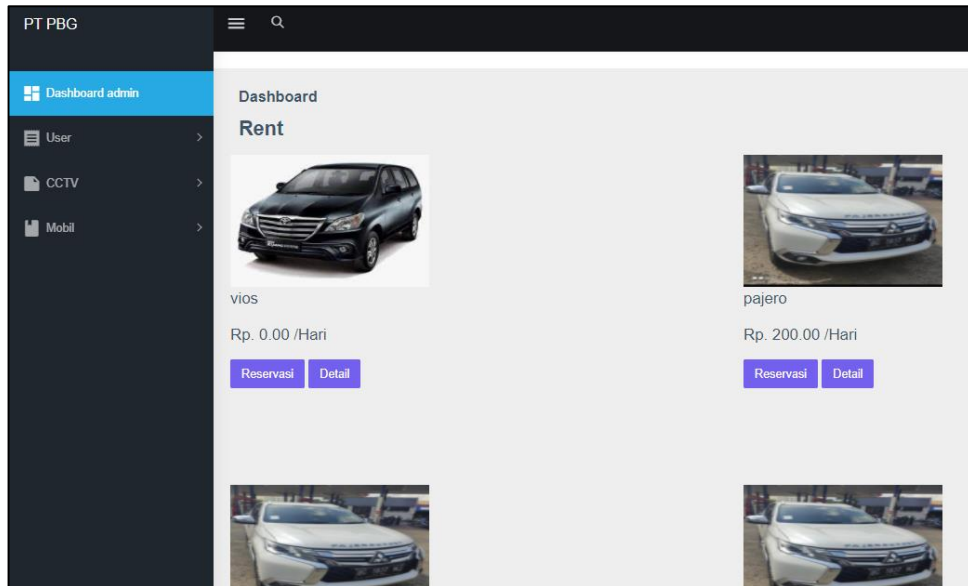 PT PBG
Dashboard admin
User
CCTV
Mobil
Dashboard
Rent
vios
Rp. 0.00 /Hari
Reservasi Detail
pajero
Rp. 200.00 /Hari
Reservasi Detail